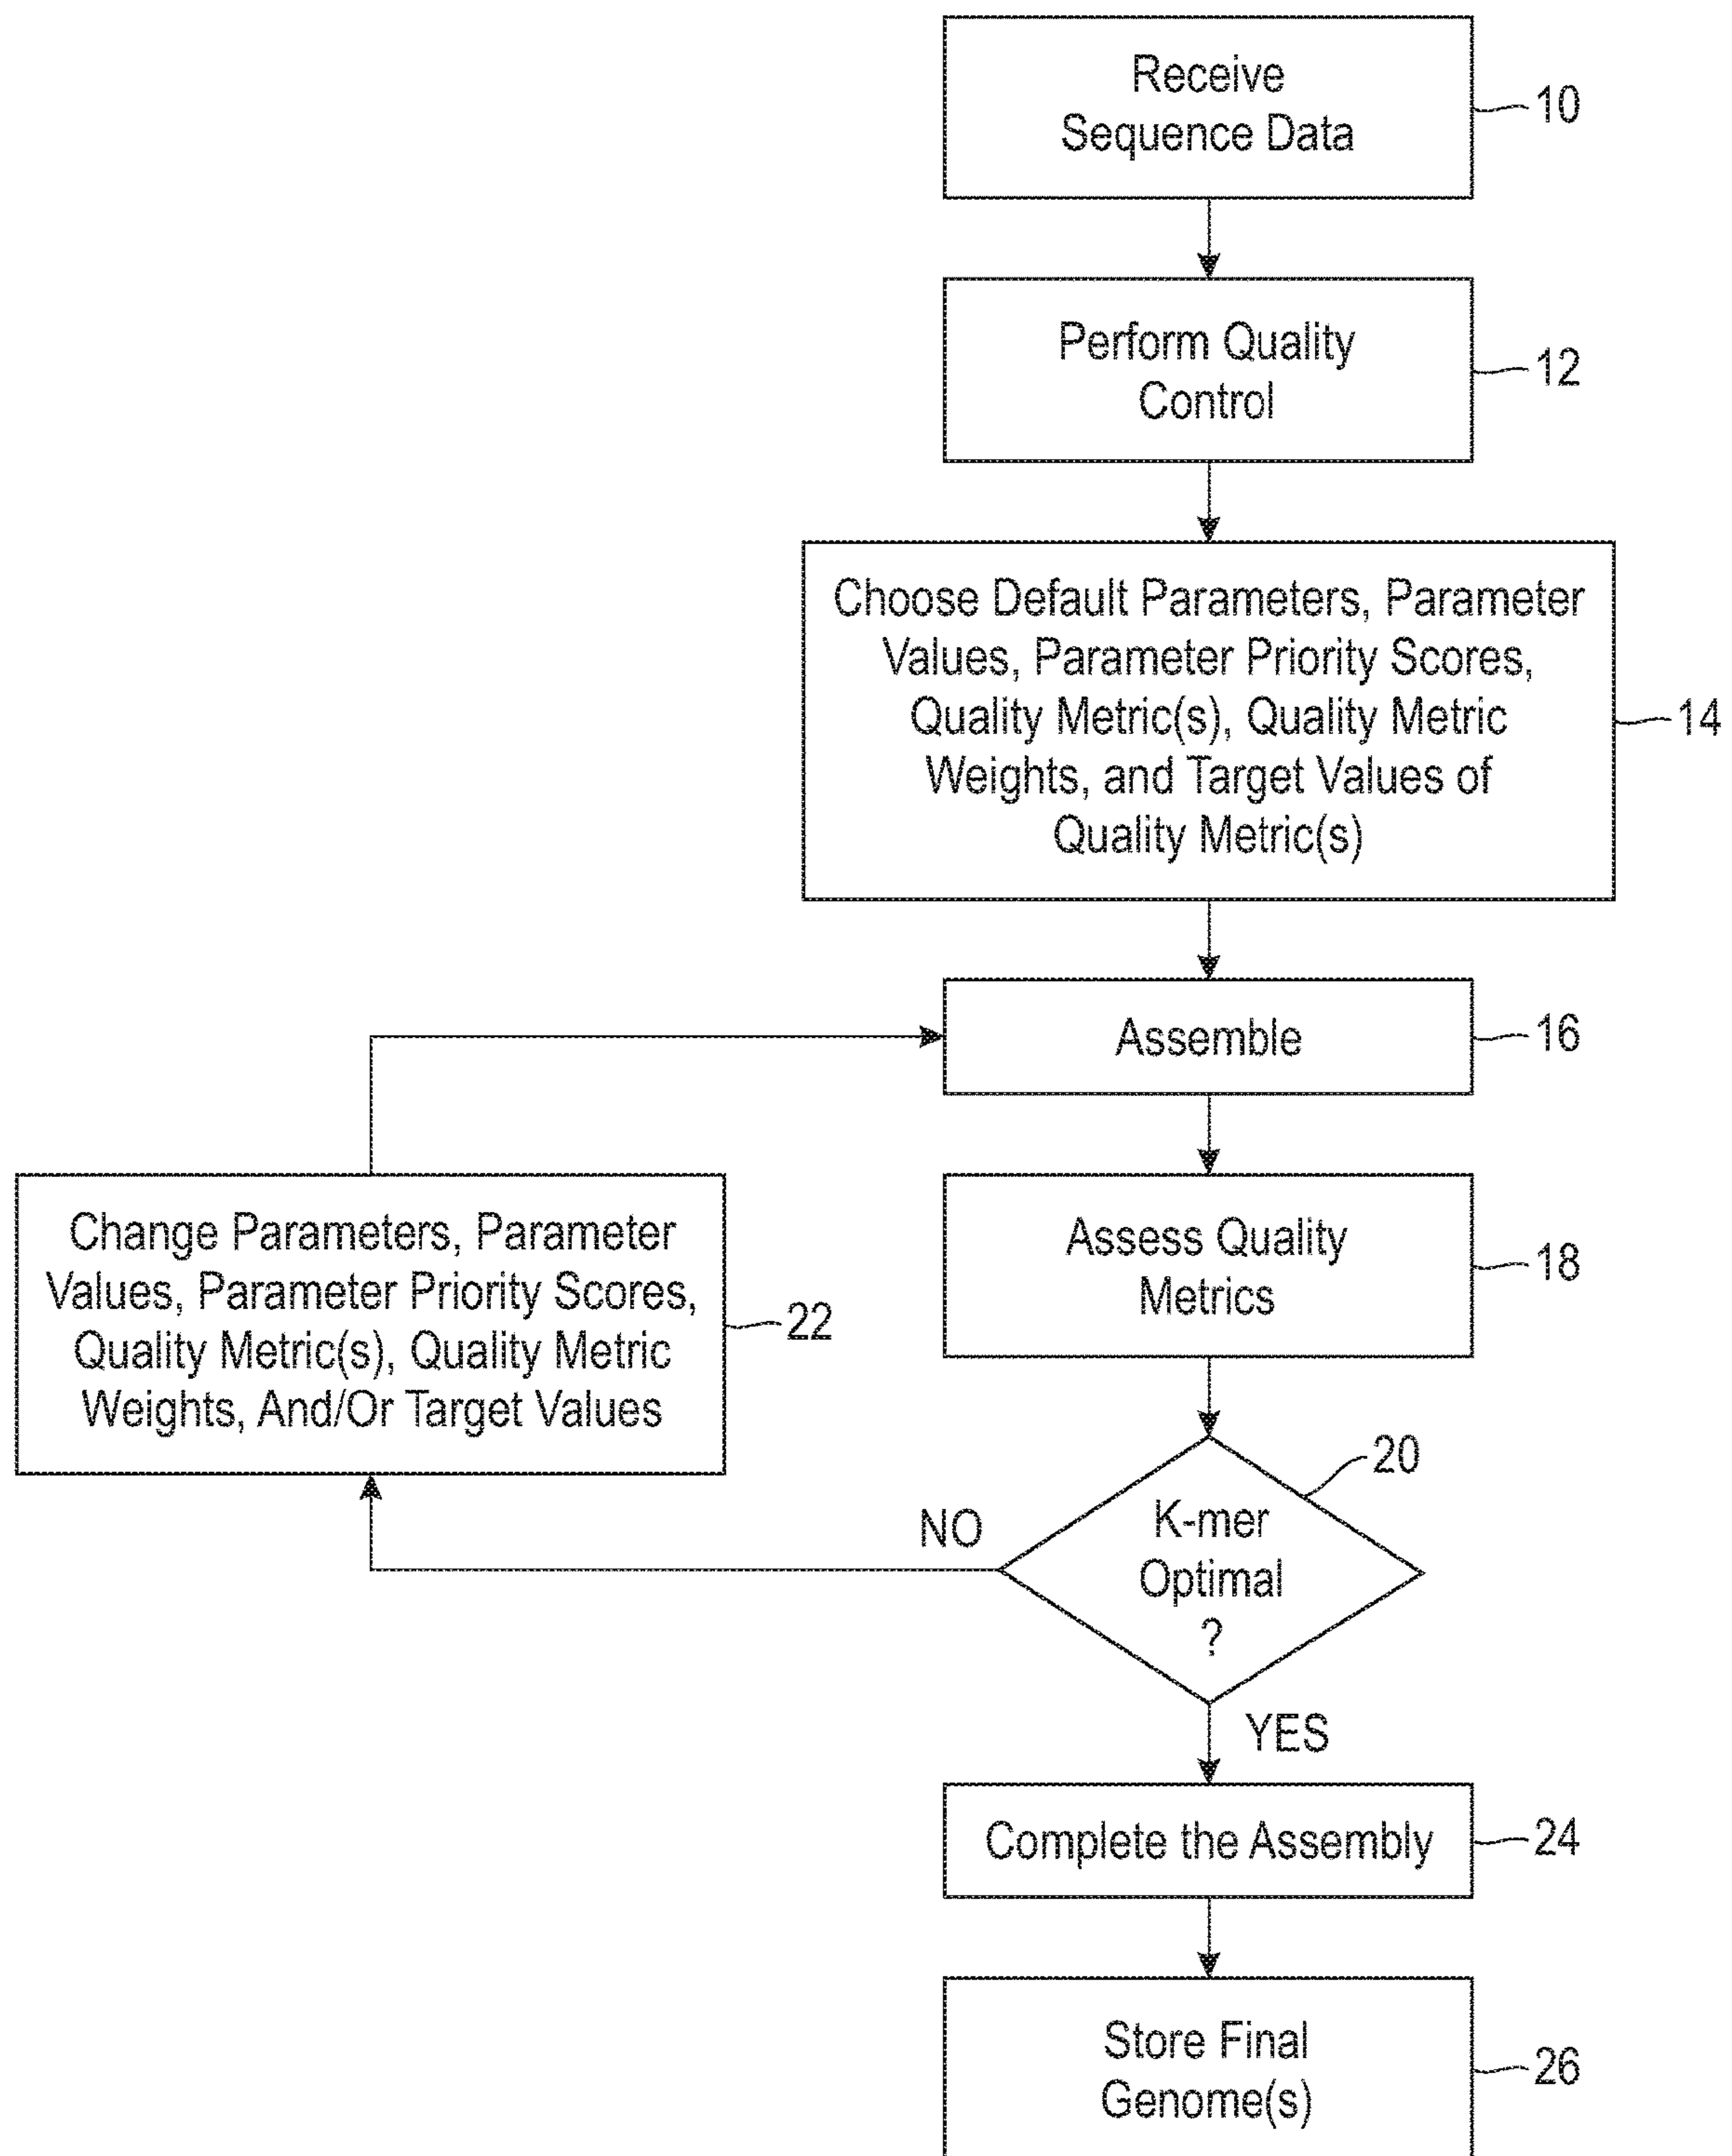 Receive
Sequence Data
10
Perform Quality
Control
12
Choose Default Parameters, Parameter
Values, Parameter Priority Scores,
Quality Metric(s), Quality Metric
Weights, and Target Values of
Quality Metric(s)
14
Assemble
16
Assess Quality
Metrics
18
Change Parameters, Parameter
Values, Parameter Priority Scores,
Quality Metric(s), Quality Metric
Weights, And/Or Target Values
22
20
K-mer
Optimal
?
NO
YES
Complete the Assembly
24
Store Final
Genome(s)
26